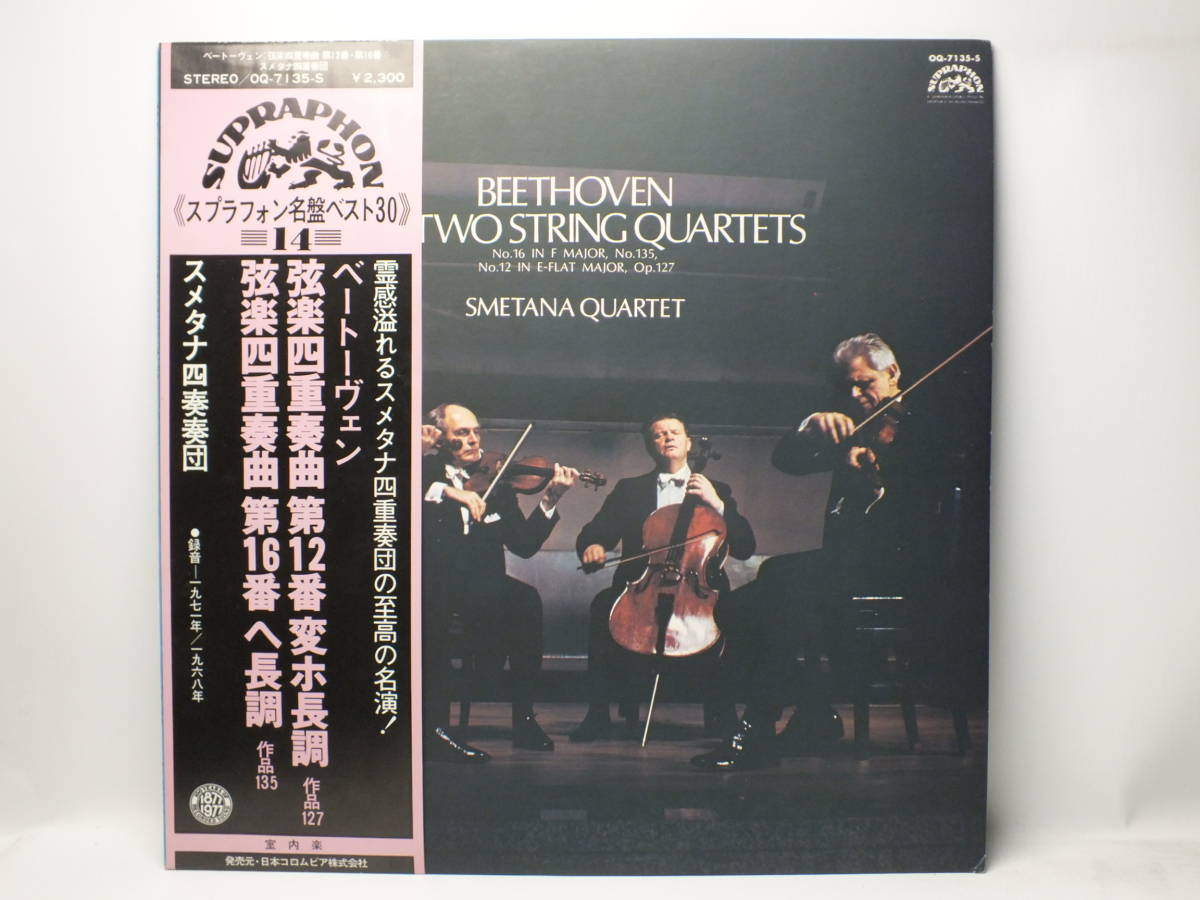 ベートーヴェン/弦楽四重奏曲 第12番・第16番
スメタナ四重奏団
STEREO/OQ-7135-S ¥2,300
SUPRAPHON
《スプラフォン名盤ベスト30》
14
霊感溢れるスメタナ四重奏団の至高の名演!
ベートーヴェン
弦楽四重奏曲 第12番 変ホ長調 作品127
弦楽四重奏曲 第16番 ヘ長調 作品135
スメタナ四奏奏団
●録音―一九七一年/一九六八年
1877
1977
室内楽
発売元・日本コロムビア株式会社
OQ-7135-S
SUPRAPHON
BEETHOVEN
TWO STRING QUARTETS
No.16 IN F MAJOR, No.135,
No.12 IN E-FLAT MAJOR, Op.127
SMETANA QUARTET